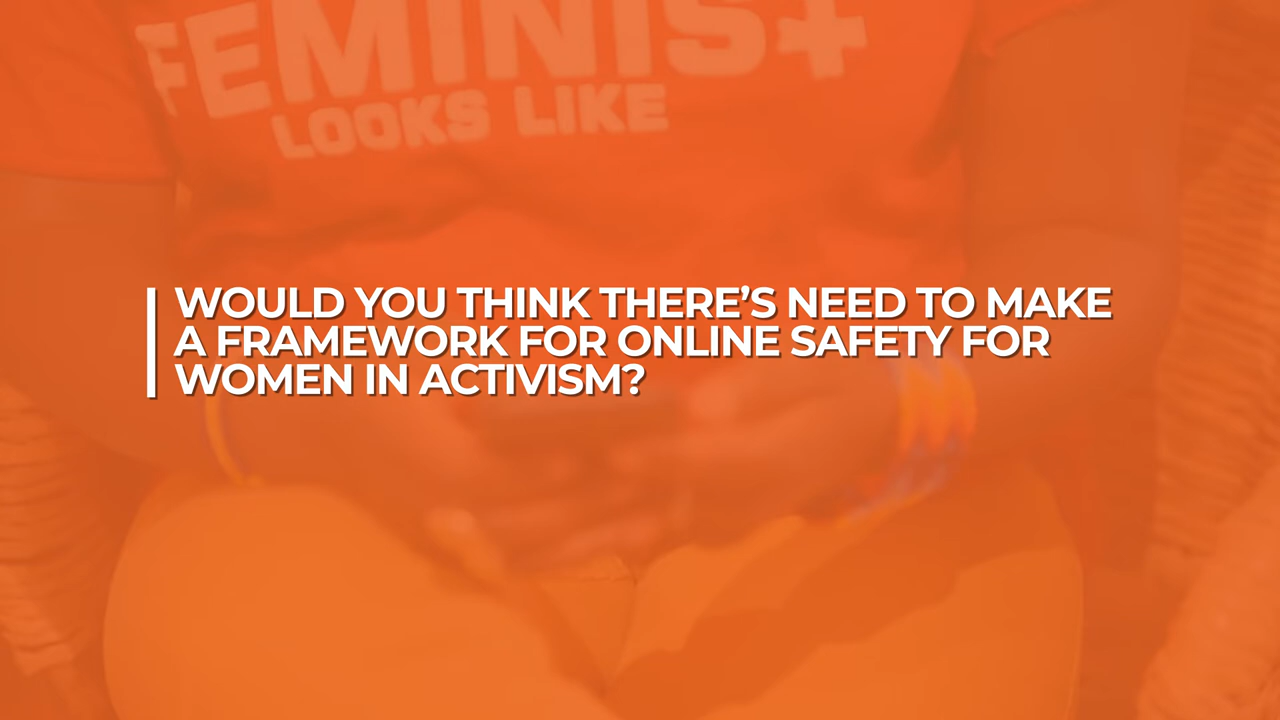 FEMINIST
LOOKS LIKE
WOULD YOU THINK THERE'S NEED TO MAKE
A FRAMEWORK FOR ONLINE SAFETY FOR
WOMEN IN ACTIVISM?